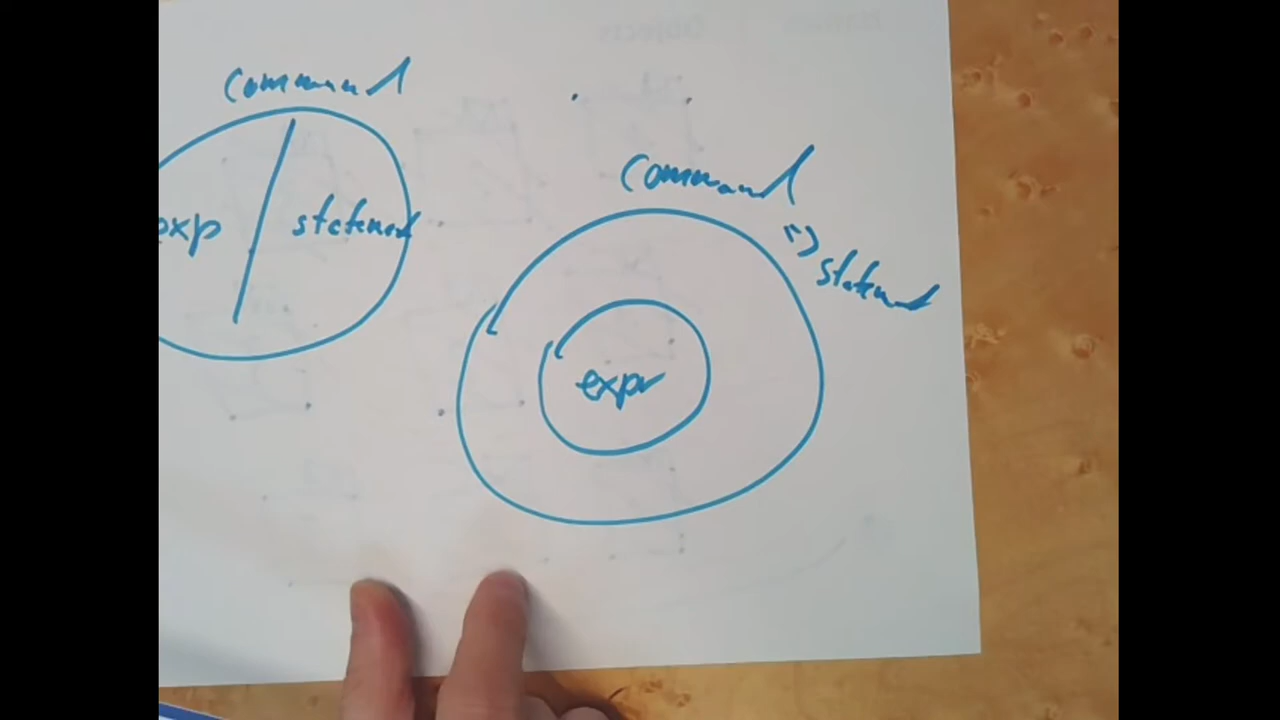 command
exp | statement
command
<=> statement
expr